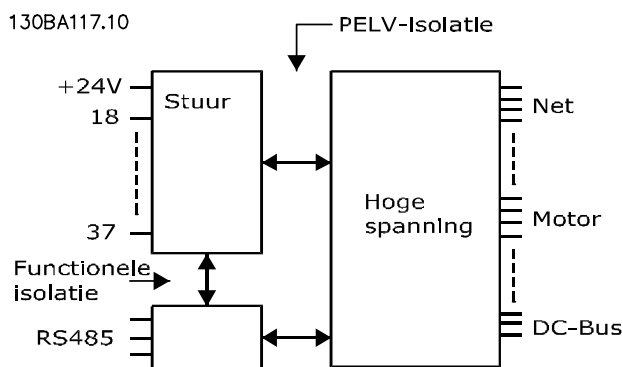 130BA117.10
PELV-Isolatie
+24V
Stuur
18
Net
Hoge
spanning
Motor
37
Functionele
isolatie
RS485
DC-Bus